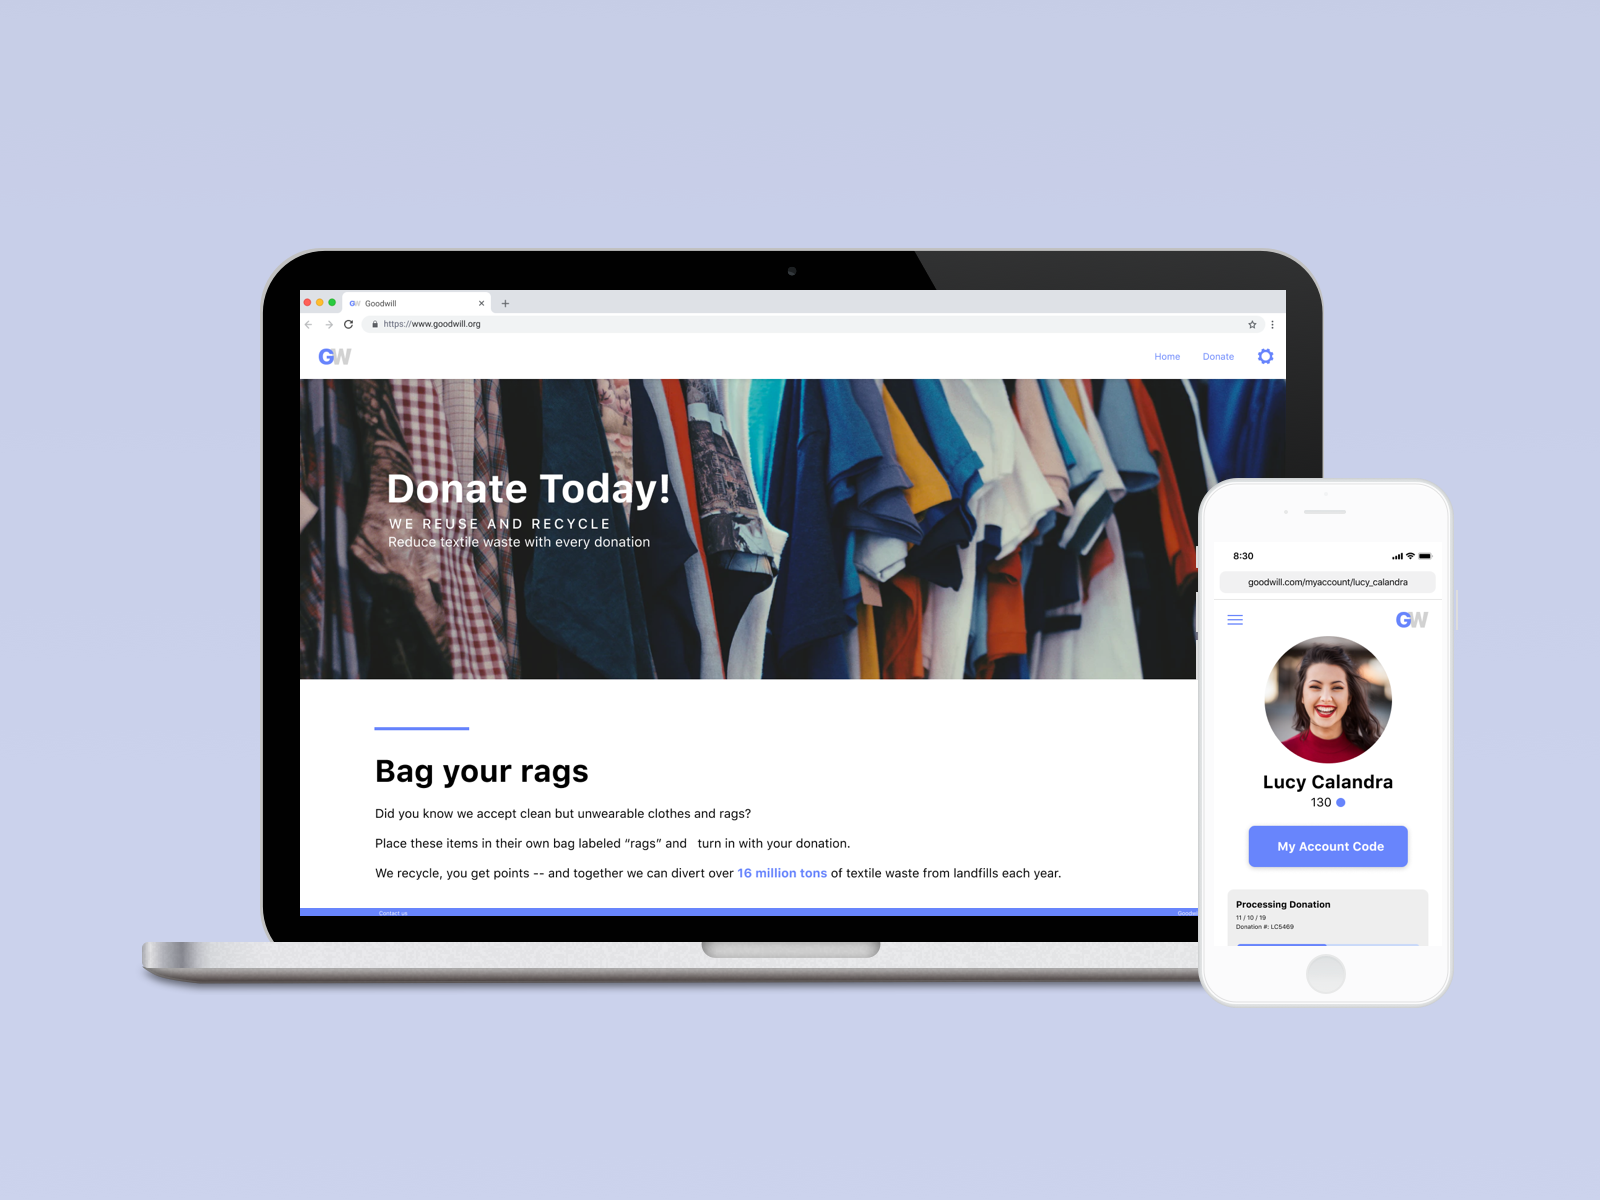 GW Goodwill
https://www.goodwill.org
GW
Home Donate
Donate Today!
WE REUSE AND RECYCLE
Reduce textile waste with every donation
Bag your rags
Did you know we accept clean but unwearable clothes and rags?
Place these items in their own bag labeled “rags” and turn in with your donation.
We recycle, you get points -- and together we can divert over 16 million tons of textile waste from landfills each year.
Contact us
8:30
goodwill.com/myaccount/lucy_calandra
GW
Lucy Calandra
130
My Account Code
Processing Donation
11 / 10 / 19
Donation #: LC5469